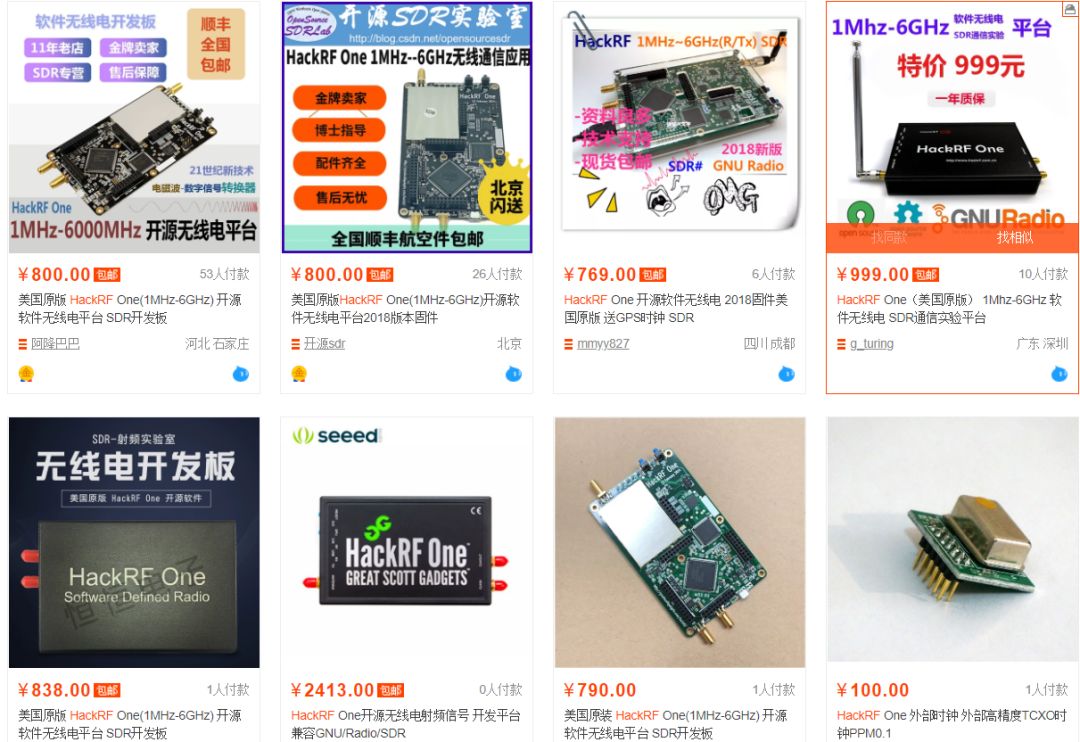 无线电开发板
11年老店
金牌卖家
SDR专营
售后保障
顺丰
全国
包邮
21世纪新技术
电磁波-数字信号转换器
HackRF One
1MHz-6000MHz 开源无线电平台
￥800.00 包邮
53人付款
美国原版 HackRF One(1MHz-6GHz) 开源
软件无线电平台 SDR开发板
阿隆巴巴
河北 石家庄
OpenSource
SDRLab
开源SDR实验室
http://blog.csdn.net/opensourcesdr
HackRF One 1MHz--6GHz无线通信应用
金牌卖家
博士指导
配件齐全
售后无忧
HackRF One
北京
闪送
全国顺丰航空件包邮
￥800.00 包邮
26人付款
美国原版HackRF One(1MHz-6GHz)开源软
件无线电平台2018版本固件
开源sdr
北京
HackRF 1MHz~6GHz(R/Tx) SDR
-资料最多
-技术支持
-现货包邮
2018新版
SDR# GNU Radio
OMG
￥769.00 包邮
6人付款
HackRF One 开源软件无线电 2018固件美
国原版 送GPS时钟 SDR
mmyy827
四川 成都
1Mhz-6GHz 软件无线电 平台
SDR通信实验
特价 999元
一年质保
HackRF One
GNURadio
找同款
找相似
￥999.00 包邮
10人付款
HackRF One（美国原版） 1Mhz-6GHz 软
件无线电 SDR通信实验平台
g_turing
广东 深圳
SDR-射频实验室
无线电开发板
美国原版 HackRF One 开源软件
HackRF One
Software Defined Radio
￥838.00 包邮
1人付款
美国原版 HackRF One(1MHz-6GHz) 开源
软件无线电平台 SDR开发板
seeed
HackRF One
GREAT SCOTT GADGETS
￥2413.00 包邮
0人付款
HackRF One开源无线电射频信号 开发平台
兼容GNU/Radio/SDR
HackRF One
￥790.00
1人付款
美国原装 HackRF One(1MHz-6GHz) 开源
软件无线电平台 SDR开发板
￥100.00
1人付款
HackRF One 外部时钟 外部高精度TCXO时
钟PPM0.1